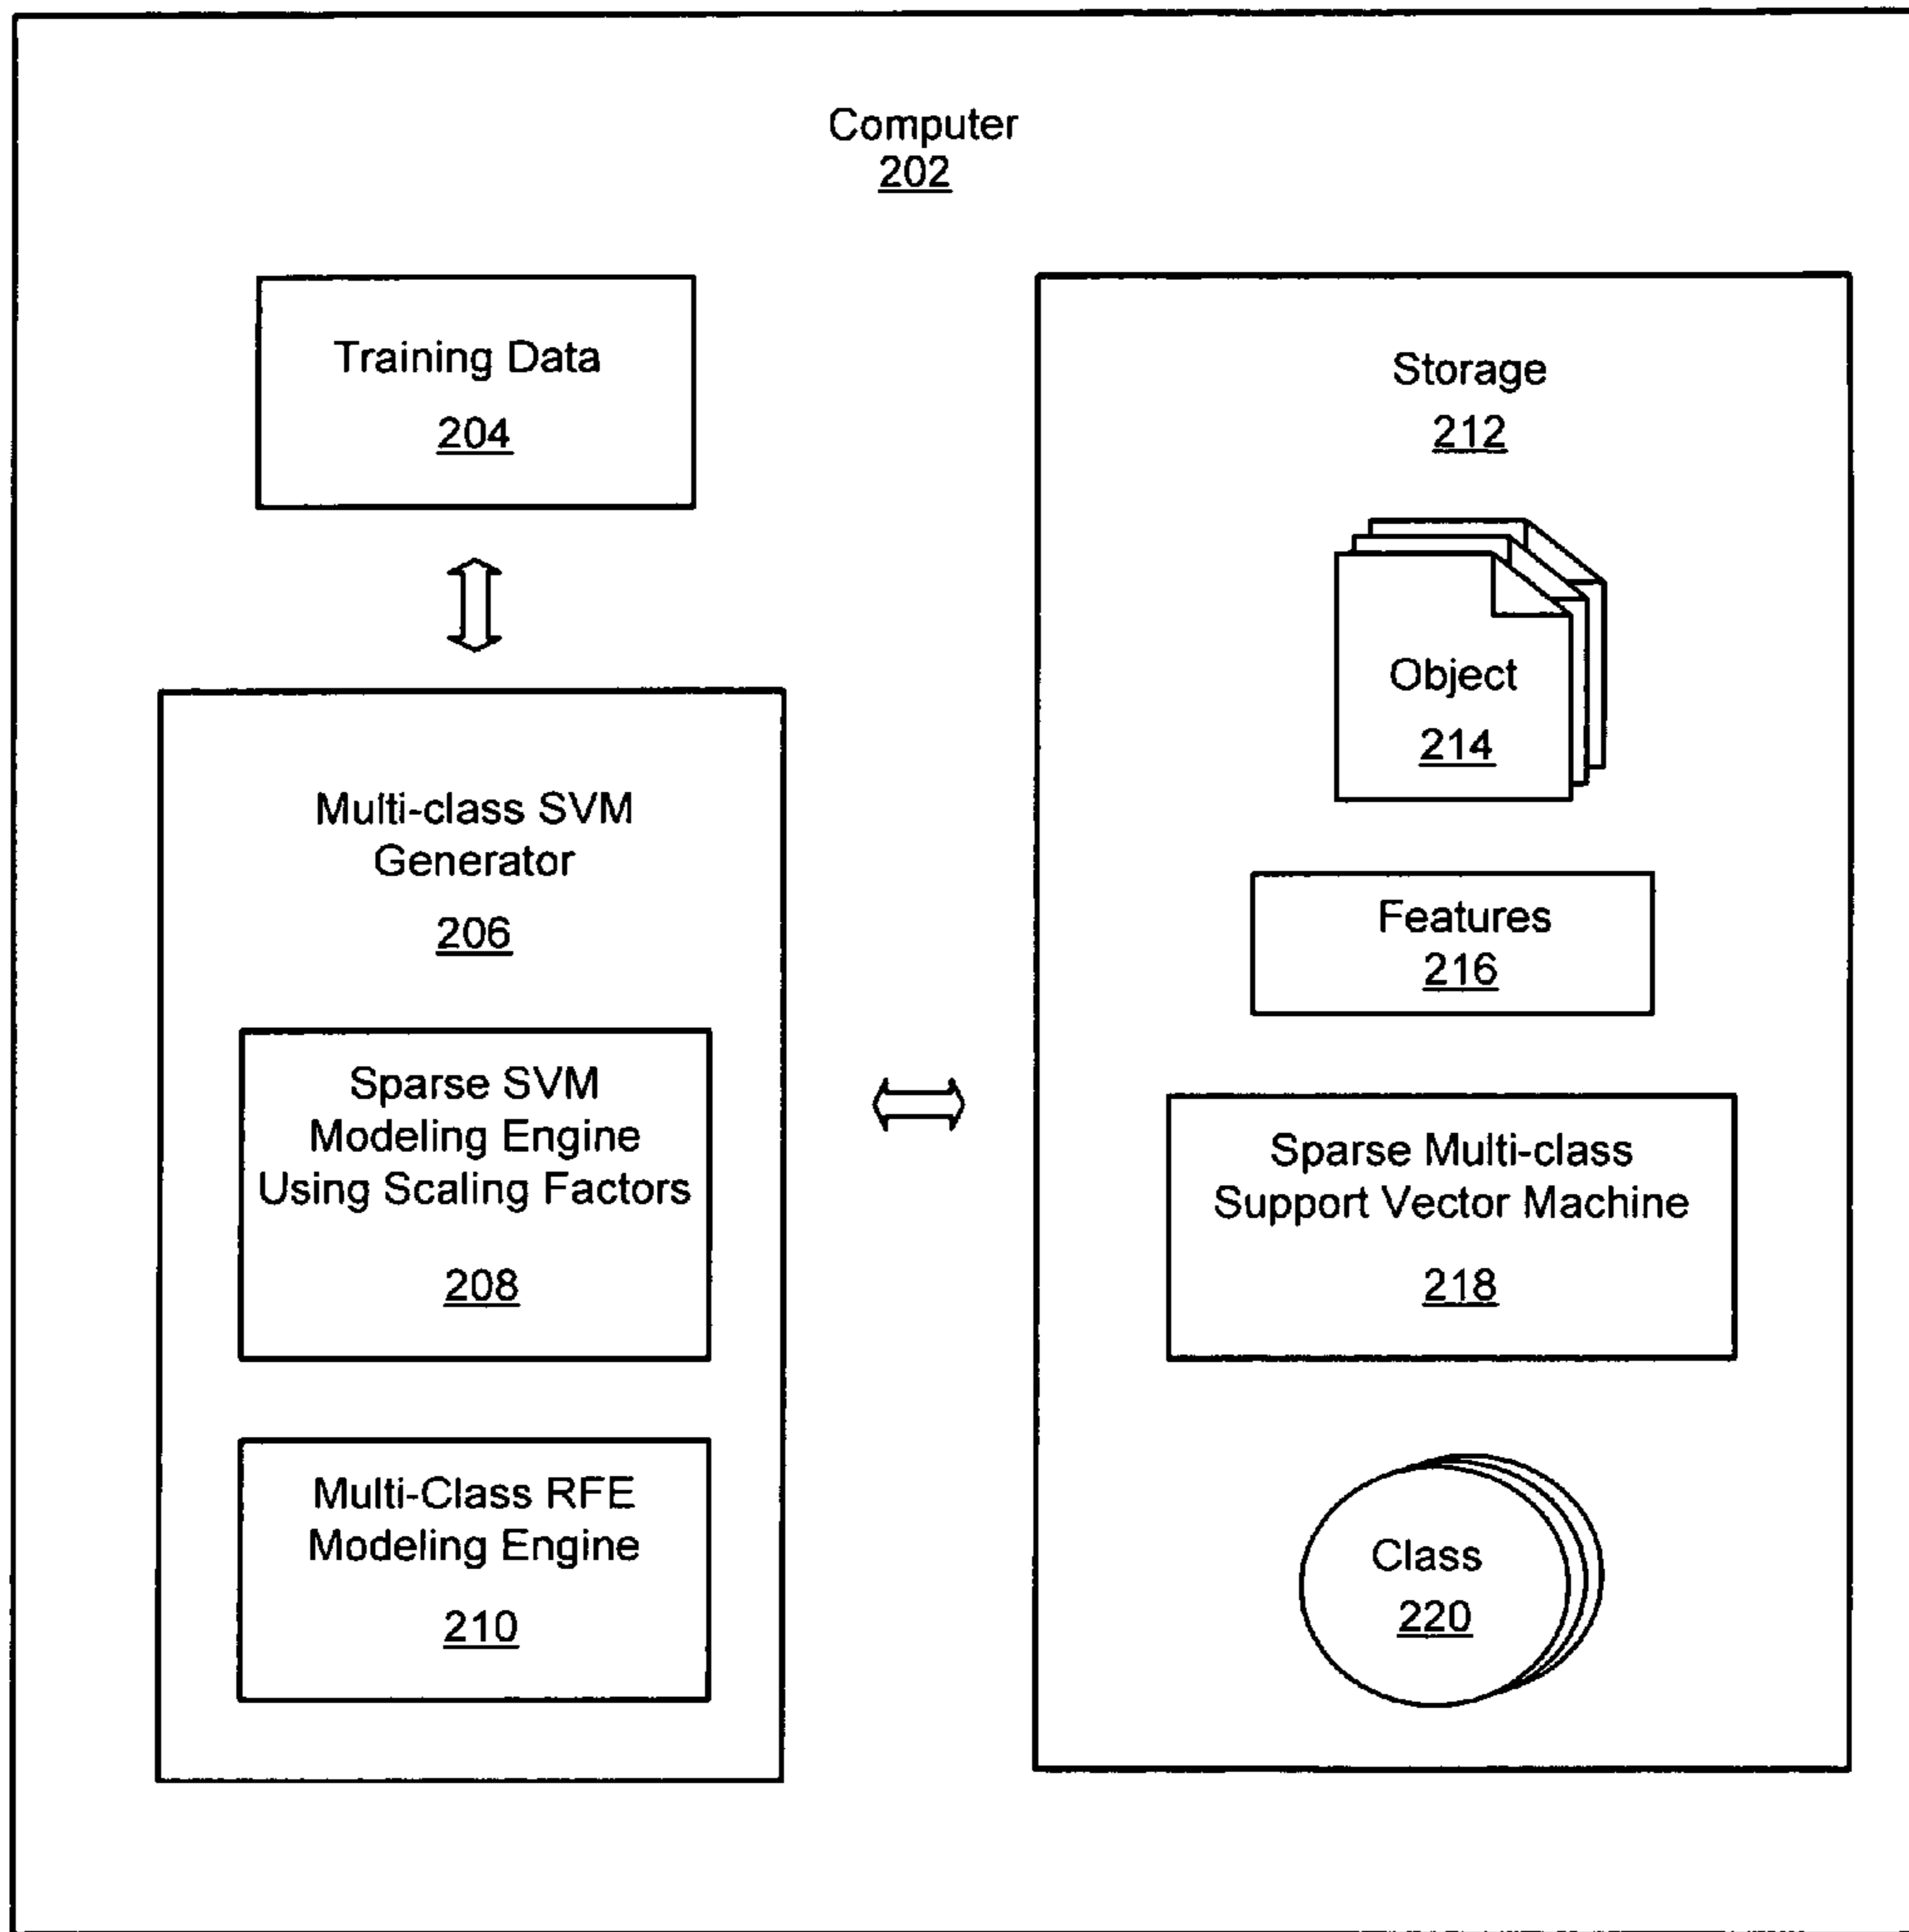 Computer
202
Training Data
204
Multi-class SVM
Generator
206
Sparse SVM
Modeling Engine
Using Scaling Factors
208
Multi-Class RFE
Modeling Engine
210
Storage
212
Object
214
Features
216
Sparse Multi-class
Support Vector Machine
218
Class
220